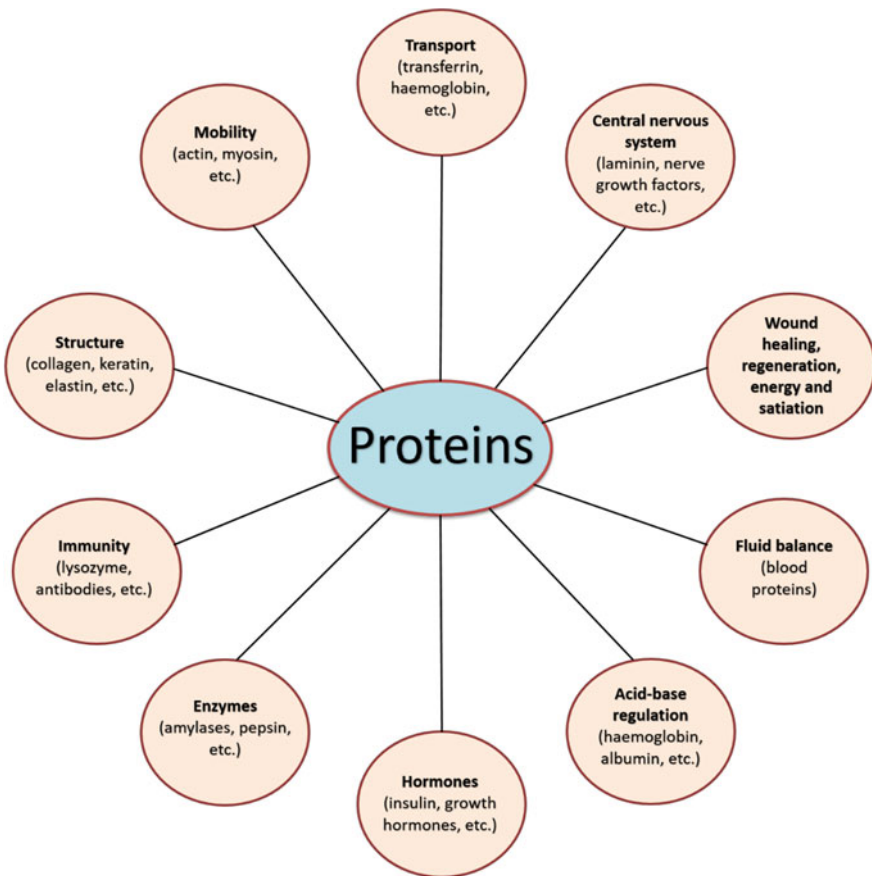 Transport
(transferrin,
haemoglobin,
etc.)
Central nervous
system
(laminin, nerve
growth factors,
etc.)
Wound
healing,
regeneration,
energy and
satiation
Fluid balance
(blood
proteins)
Acid-base
regulation
(haemoglobin,
albumin, etc.)
Hormones
(insulin, growth
hormones, etc.)
Enzymes
(amylases, pepsin,
etc.)
Immunity
(lysozyme,
antibodies, etc.)
Structure
(collagen, keratin,
elastin, etc.)
Mobility
(actin, myosin,
etc.)
Proteins